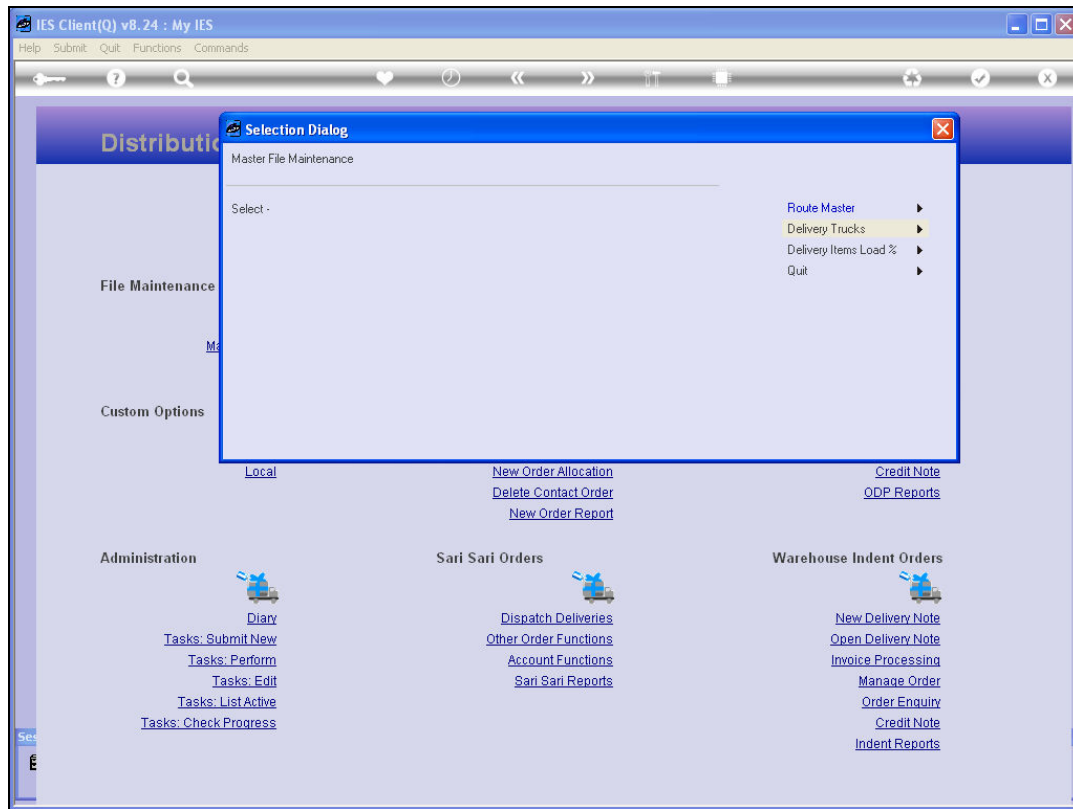 IES Client(Q) v8.24 : My IES
Help Submit Quit Functions Commands
Selection Dialog
Master File Maintenance
Select -
Route Master
Delivery Trucks
Delivery Items Load %
Quit
File Maintenance
Custom Options
Local
New Order Allocation
Delete Contact Order
New Order Report
Credit Note
ODP Reports
Administration
Diary
Tasks: Submit New
Tasks: Perform
Tasks: Edit
Tasks: List Active
Tasks: Check Progress
Sari Sari Orders
Dispatch Deliveries
Other Order Functions
Account Functions
Sari Sari Reports
Warehouse Indent Orders
New Delivery Note
Open Delivery Note
Invoice Processing
Manage Order
Order Enquiry
Credit Note
Indent Reports